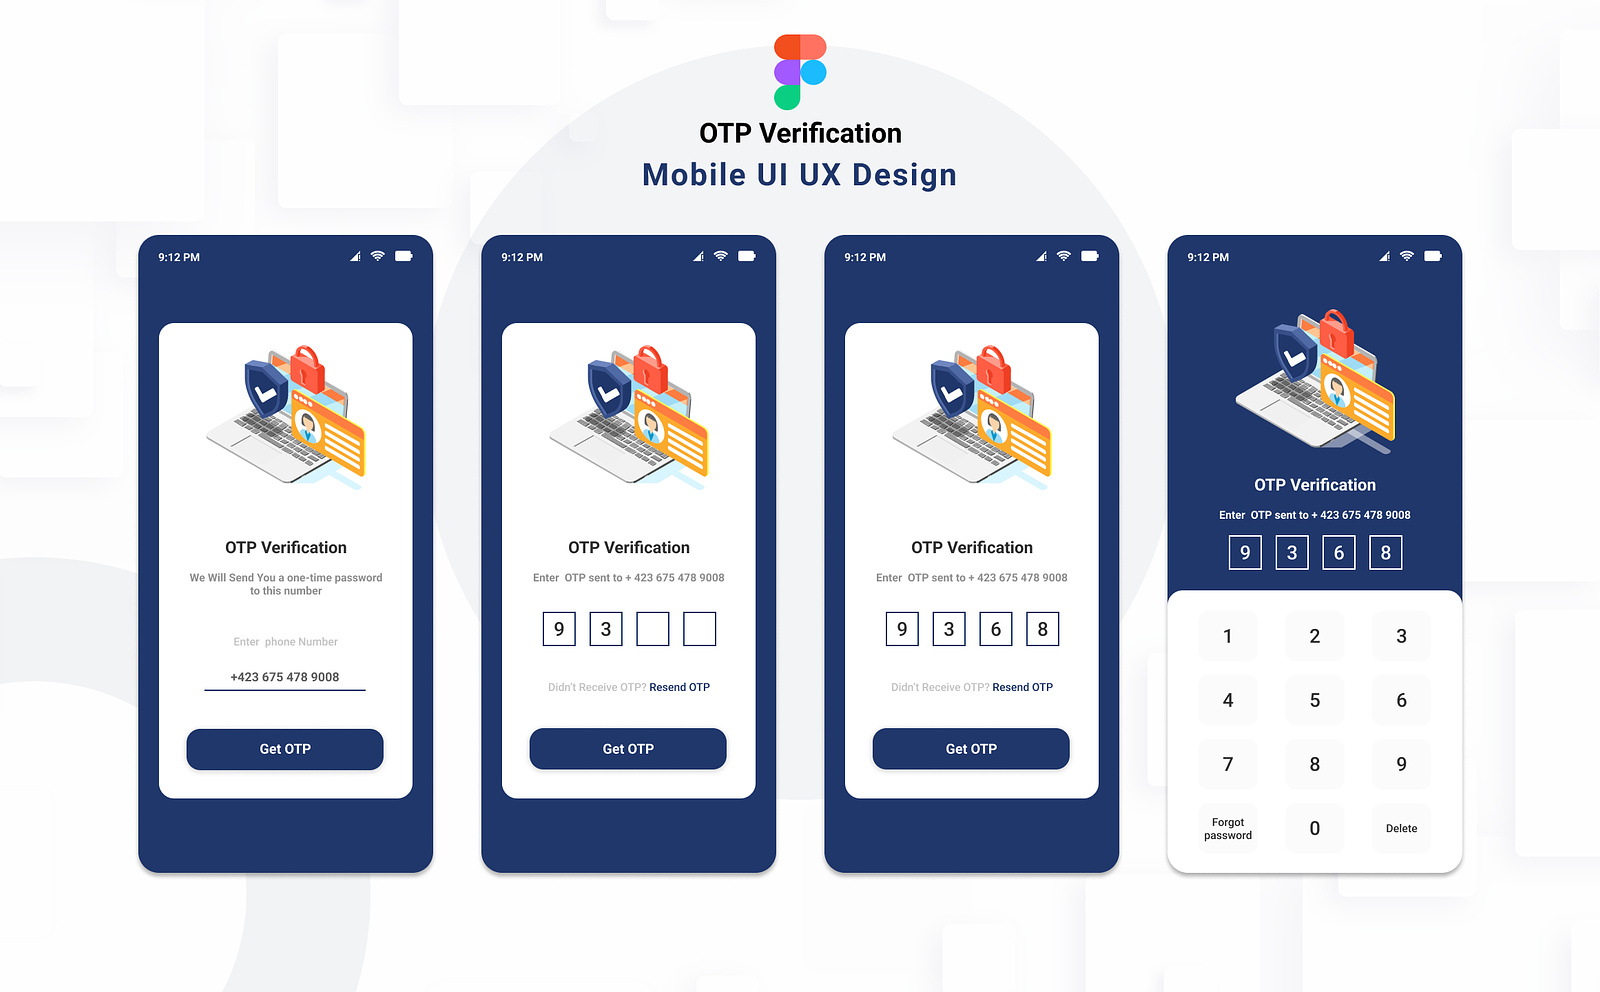 OTP Verification
Mobile UI UX Design
9:12 PM
OTP Verification
We Will Send You a one-time password
to this number
Enter  phone Number
+423 675 478 9008
Get OTP
9:12 PM
OTP Verification
Enter  OTP sent to + 423 675 478 9008
9 3
Didn't Receive OTP? Resend OTP
Get OTP
9:12 PM
OTP Verification
Enter  OTP sent to + 423 675 478 9008
9 3 6 8
Didn't Receive OTP? Resend OTP
Get OTP
9:12 PM
OTP Verification
Enter  OTP sent to + 423 675 478 9008
9 3 6 8
1 2 3
4 5 6
7 8 9
Forgot
password
0
Delete